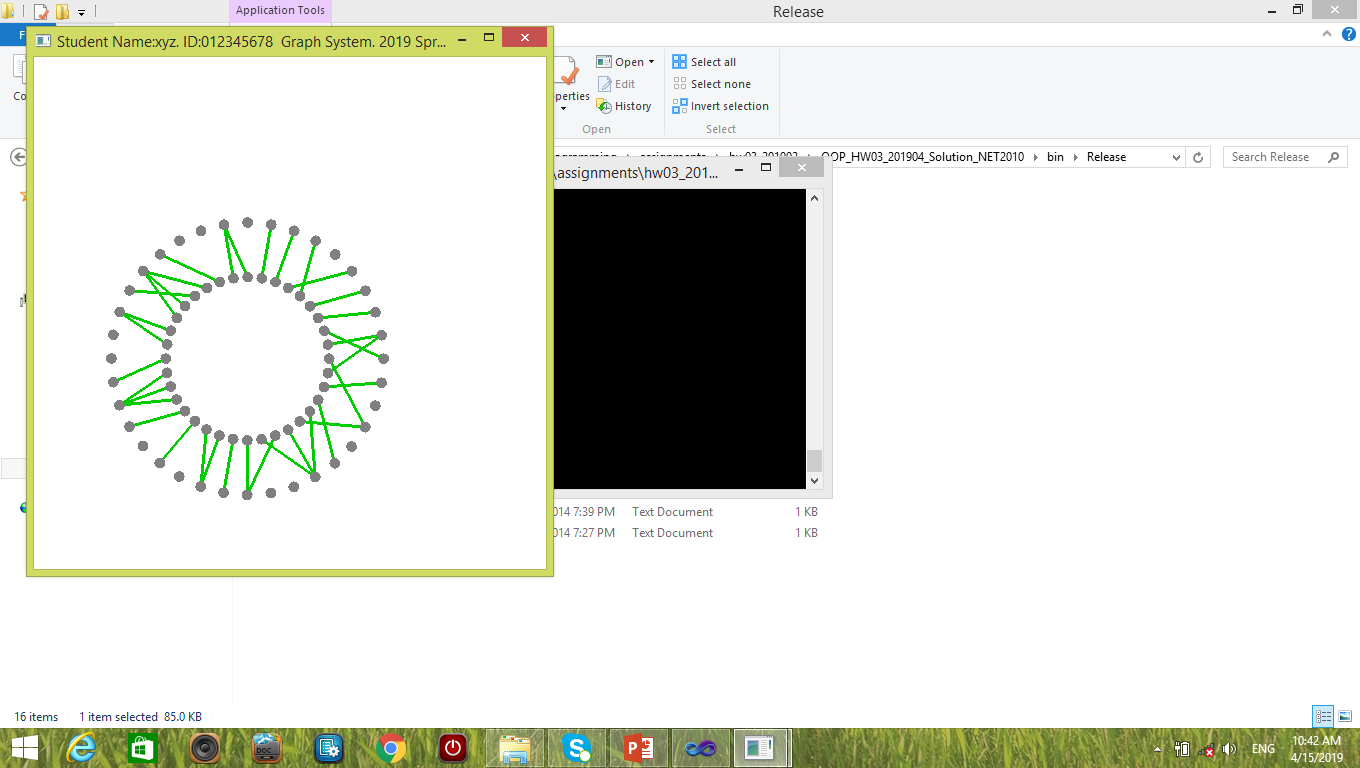 Application Tools
Release
F
Student Name:xyz. ID:012345678 Graph System. 2019 Spr...
Co
perties
Open
Edit
History
Open
Select all
Select none
Invert selection
Select
assignments
OOP_HW03_201904_Solution_NET2010
bin
Release
Search Release
\assignments\hw03_201...
014 7:39 PM Text Document 1 KB
014 7:27 PM Text Document 1 KB
16 items 1 item selected 85.0 KB
DOC
ENG
10:42 AM
4/15/2019